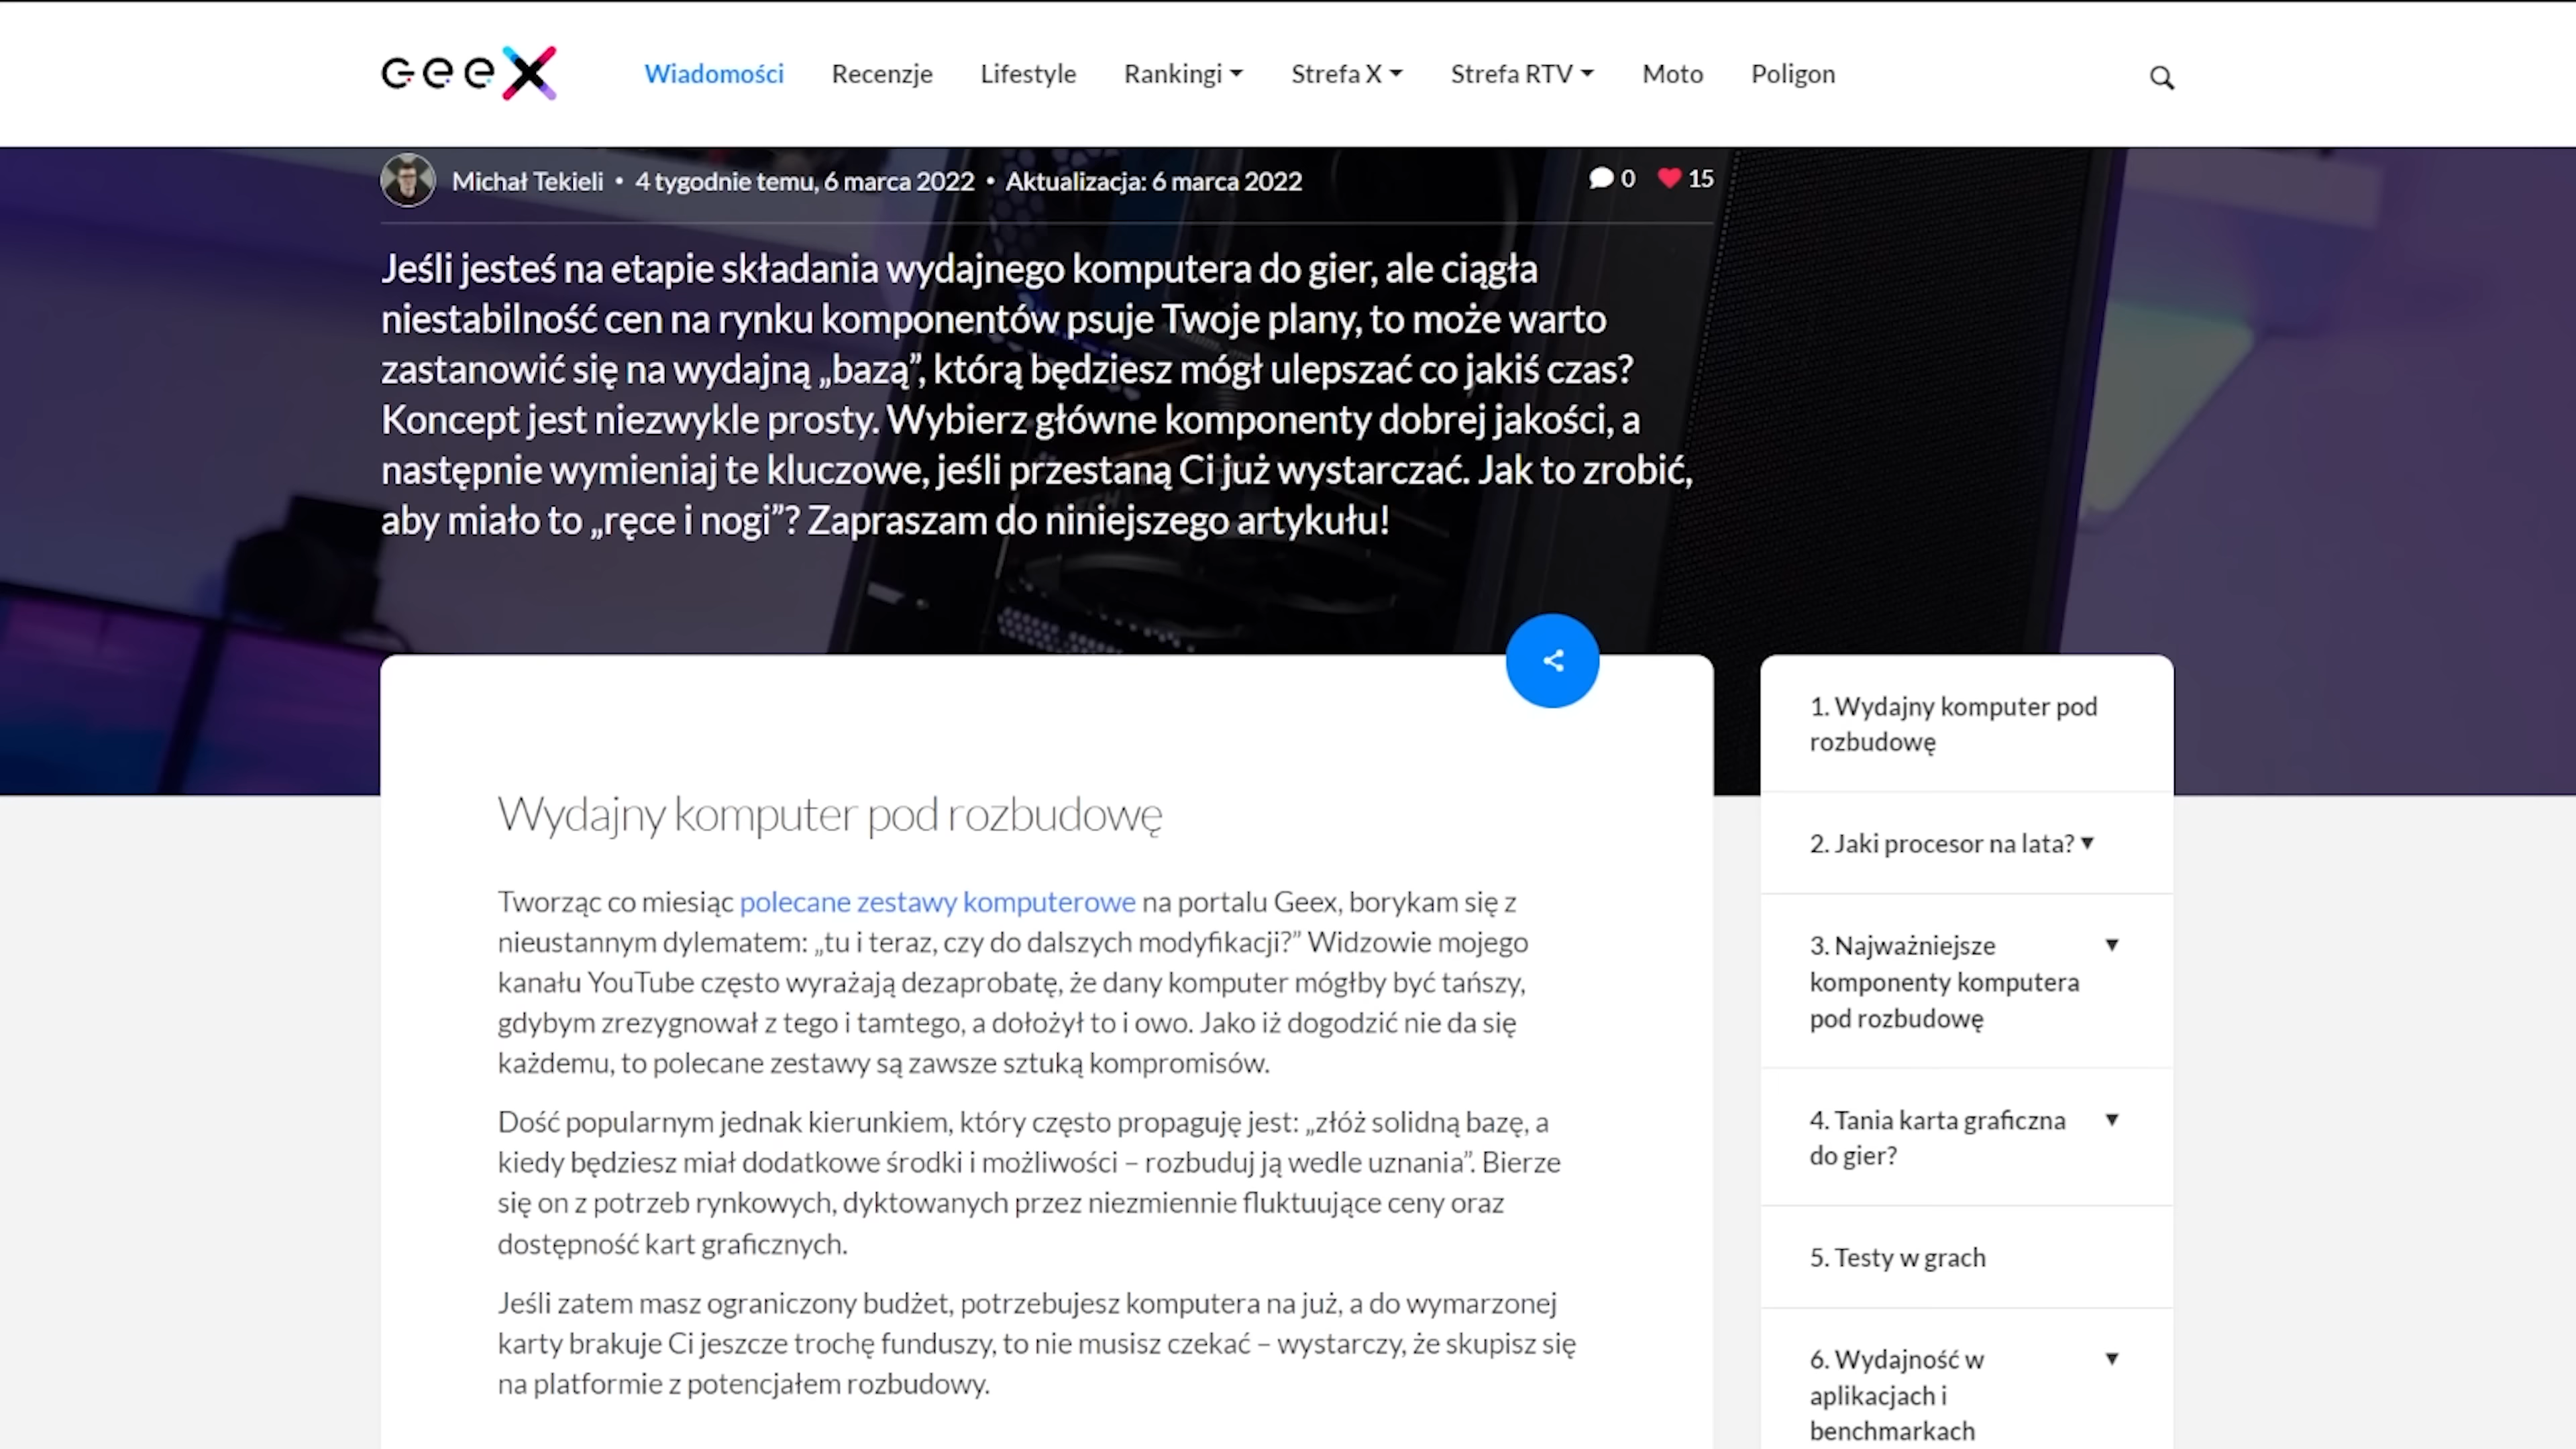 GeeX
Wiadomości Recenzje Lifestyle Rankingi Strefa X Strefa RTV Moto Poligon
Michał Tekieli • 4 tygodnie temu, 6 marca 2022 • Aktualizacja: 6 marca 2022
0 15
Jeśli jesteś na etapie składania wydajnego komputera do gier, ale ciągła
niestabilność cen na rynku komponentów psuje Twoje plany, to może warto
zastanowić się na wydajną „bazą”, którą będziesz mógł ulepszać co jakiś czas?
Koncept jest niezwykle prosty. Wybierz główne komponenty dobrej jakości, a
następnie wymieniaj te kluczowe, jeśli przestaną Ci już wystarczać. Jak to zrobić,
aby miało to „ręce i nogi”? Zapraszam do niniejszego artykułu!
Wydajny komputer pod rozbudowę
Tworząc co miesiąc polecane zestawy komputerowe na portalu Geex, borykam się z
nieustannym dylematem: „tu i teraz, czy do dalszych modyfikacji?” Widzowie mojego
kanału YouTube często wyrażają dezaprobatę, że dany komputer mógłby być tańszy,
gdybym zrezygnował z tego i tamtego, a dołożył to i owo. Jako iż dogodzić nie da się
każdemu, to polecane zestawy są zawsze sztuką kompromisów.
Dość popularnym jednak kierunkiem, który często propaguję jest: „złóż solidną bazę, a
kiedy będziesz miał dodatkowe środki i możliwości – rozbuduj ją wedle uznania”. Bierze
się on z potrzeb rynkowych, dyktowanych przez niezmiennie fluktuujące ceny oraz
dostępność kart graficznych.
Jeśli zatem masz ograniczony budżet, potrzebujesz komputera na już, a do wymarzonej
karty brakuje Ci jeszcze trochę funduszy, to nie musisz czekać – wystarczy, że skupisz się
na platformie z potencjałem rozbudowy.
1. Wydajny komputer pod
rozbudowę
2. Jaki procesor na lata? ▼
3. Najważniejsze ▼
komponenty komputera
pod rozbudowę
4. Tania karta graficzna ▼
do gier?
5. Testy w grach
6. Wydajność w ▼
aplikacjach i
benchmarkach